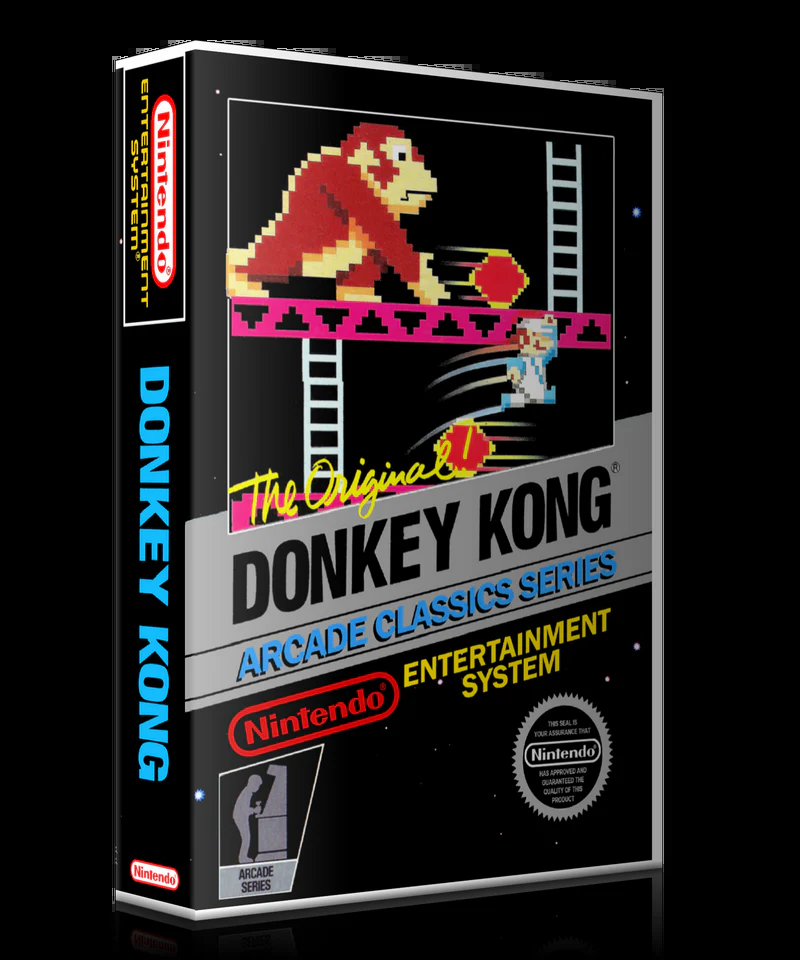 Nintendo®
ENTERTAINMENT
SYSTEM®
DONKEY KONG
Nintendo
The Original!
DONKEY KONG®
ARCADE CLASSICS SERIES
Nintendo®
ENTERTAINMENT
SYSTEM
THIS SEAL IS
YOUR ASSURANCE THAT
Nintendo®
HAS APPROVED AND
GUARANTEED THE
QUALITY OF THIS
PRODUCT
ARCADE
SERIES